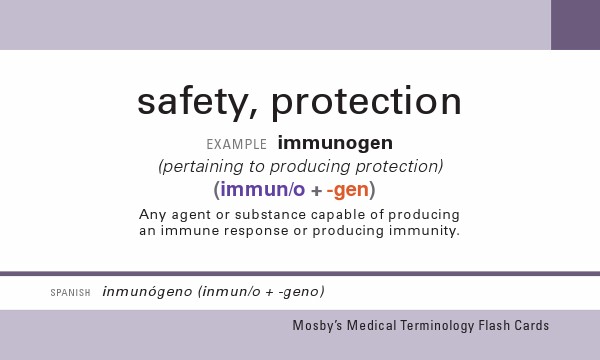 safety, protection
EXAMPLE immunogen
(pertaining to producing protection)
(immun/o + -gen)
Any agent or substance capable of producing
an immune response or producing immunity.
SPANISH inmunógeno (inmun/o + -geno)
Mosby's Medical Terminology Flash Cards